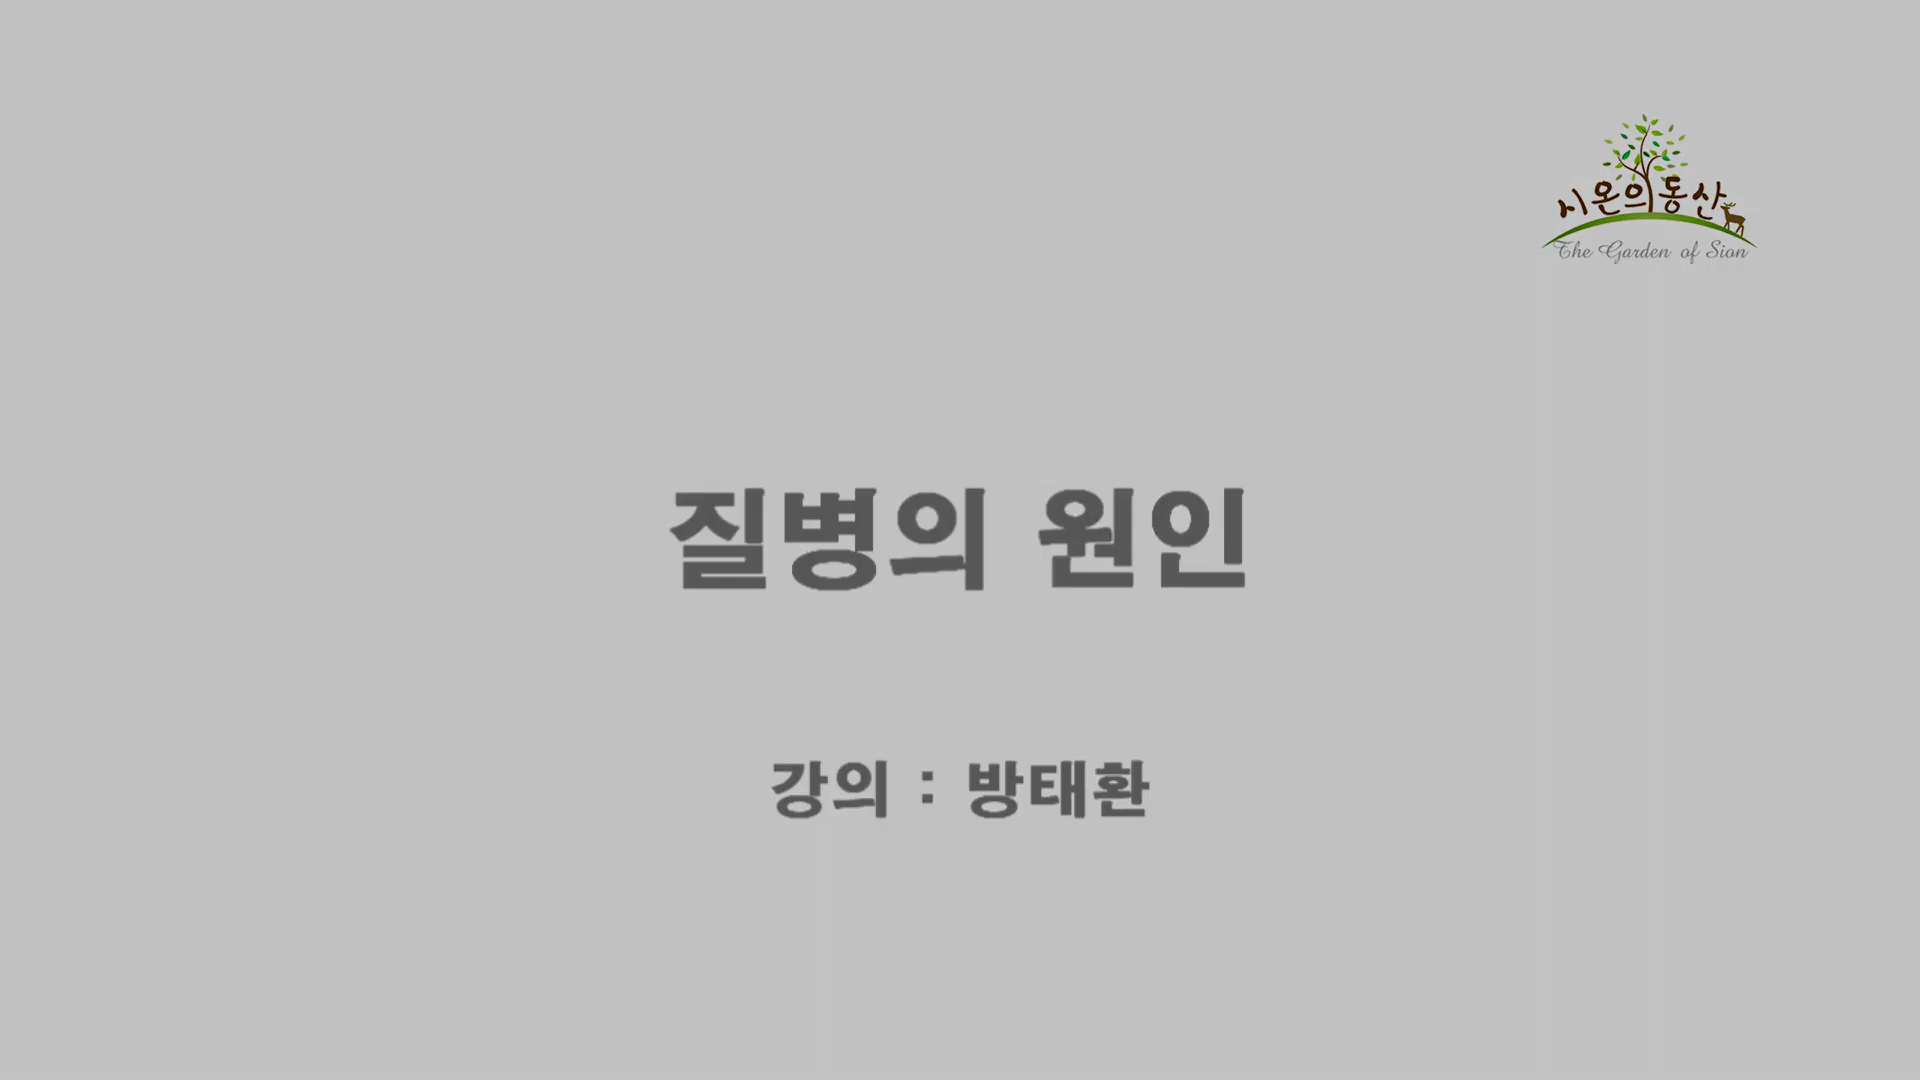 시온의동산
The Garden of Sion
질병의 원인
강의 : 방태환